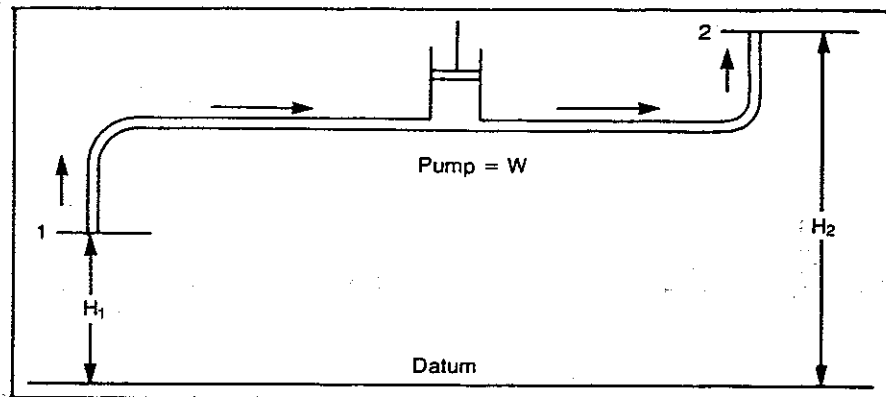 2
Pump = W
1
H₂
H₁
Datum